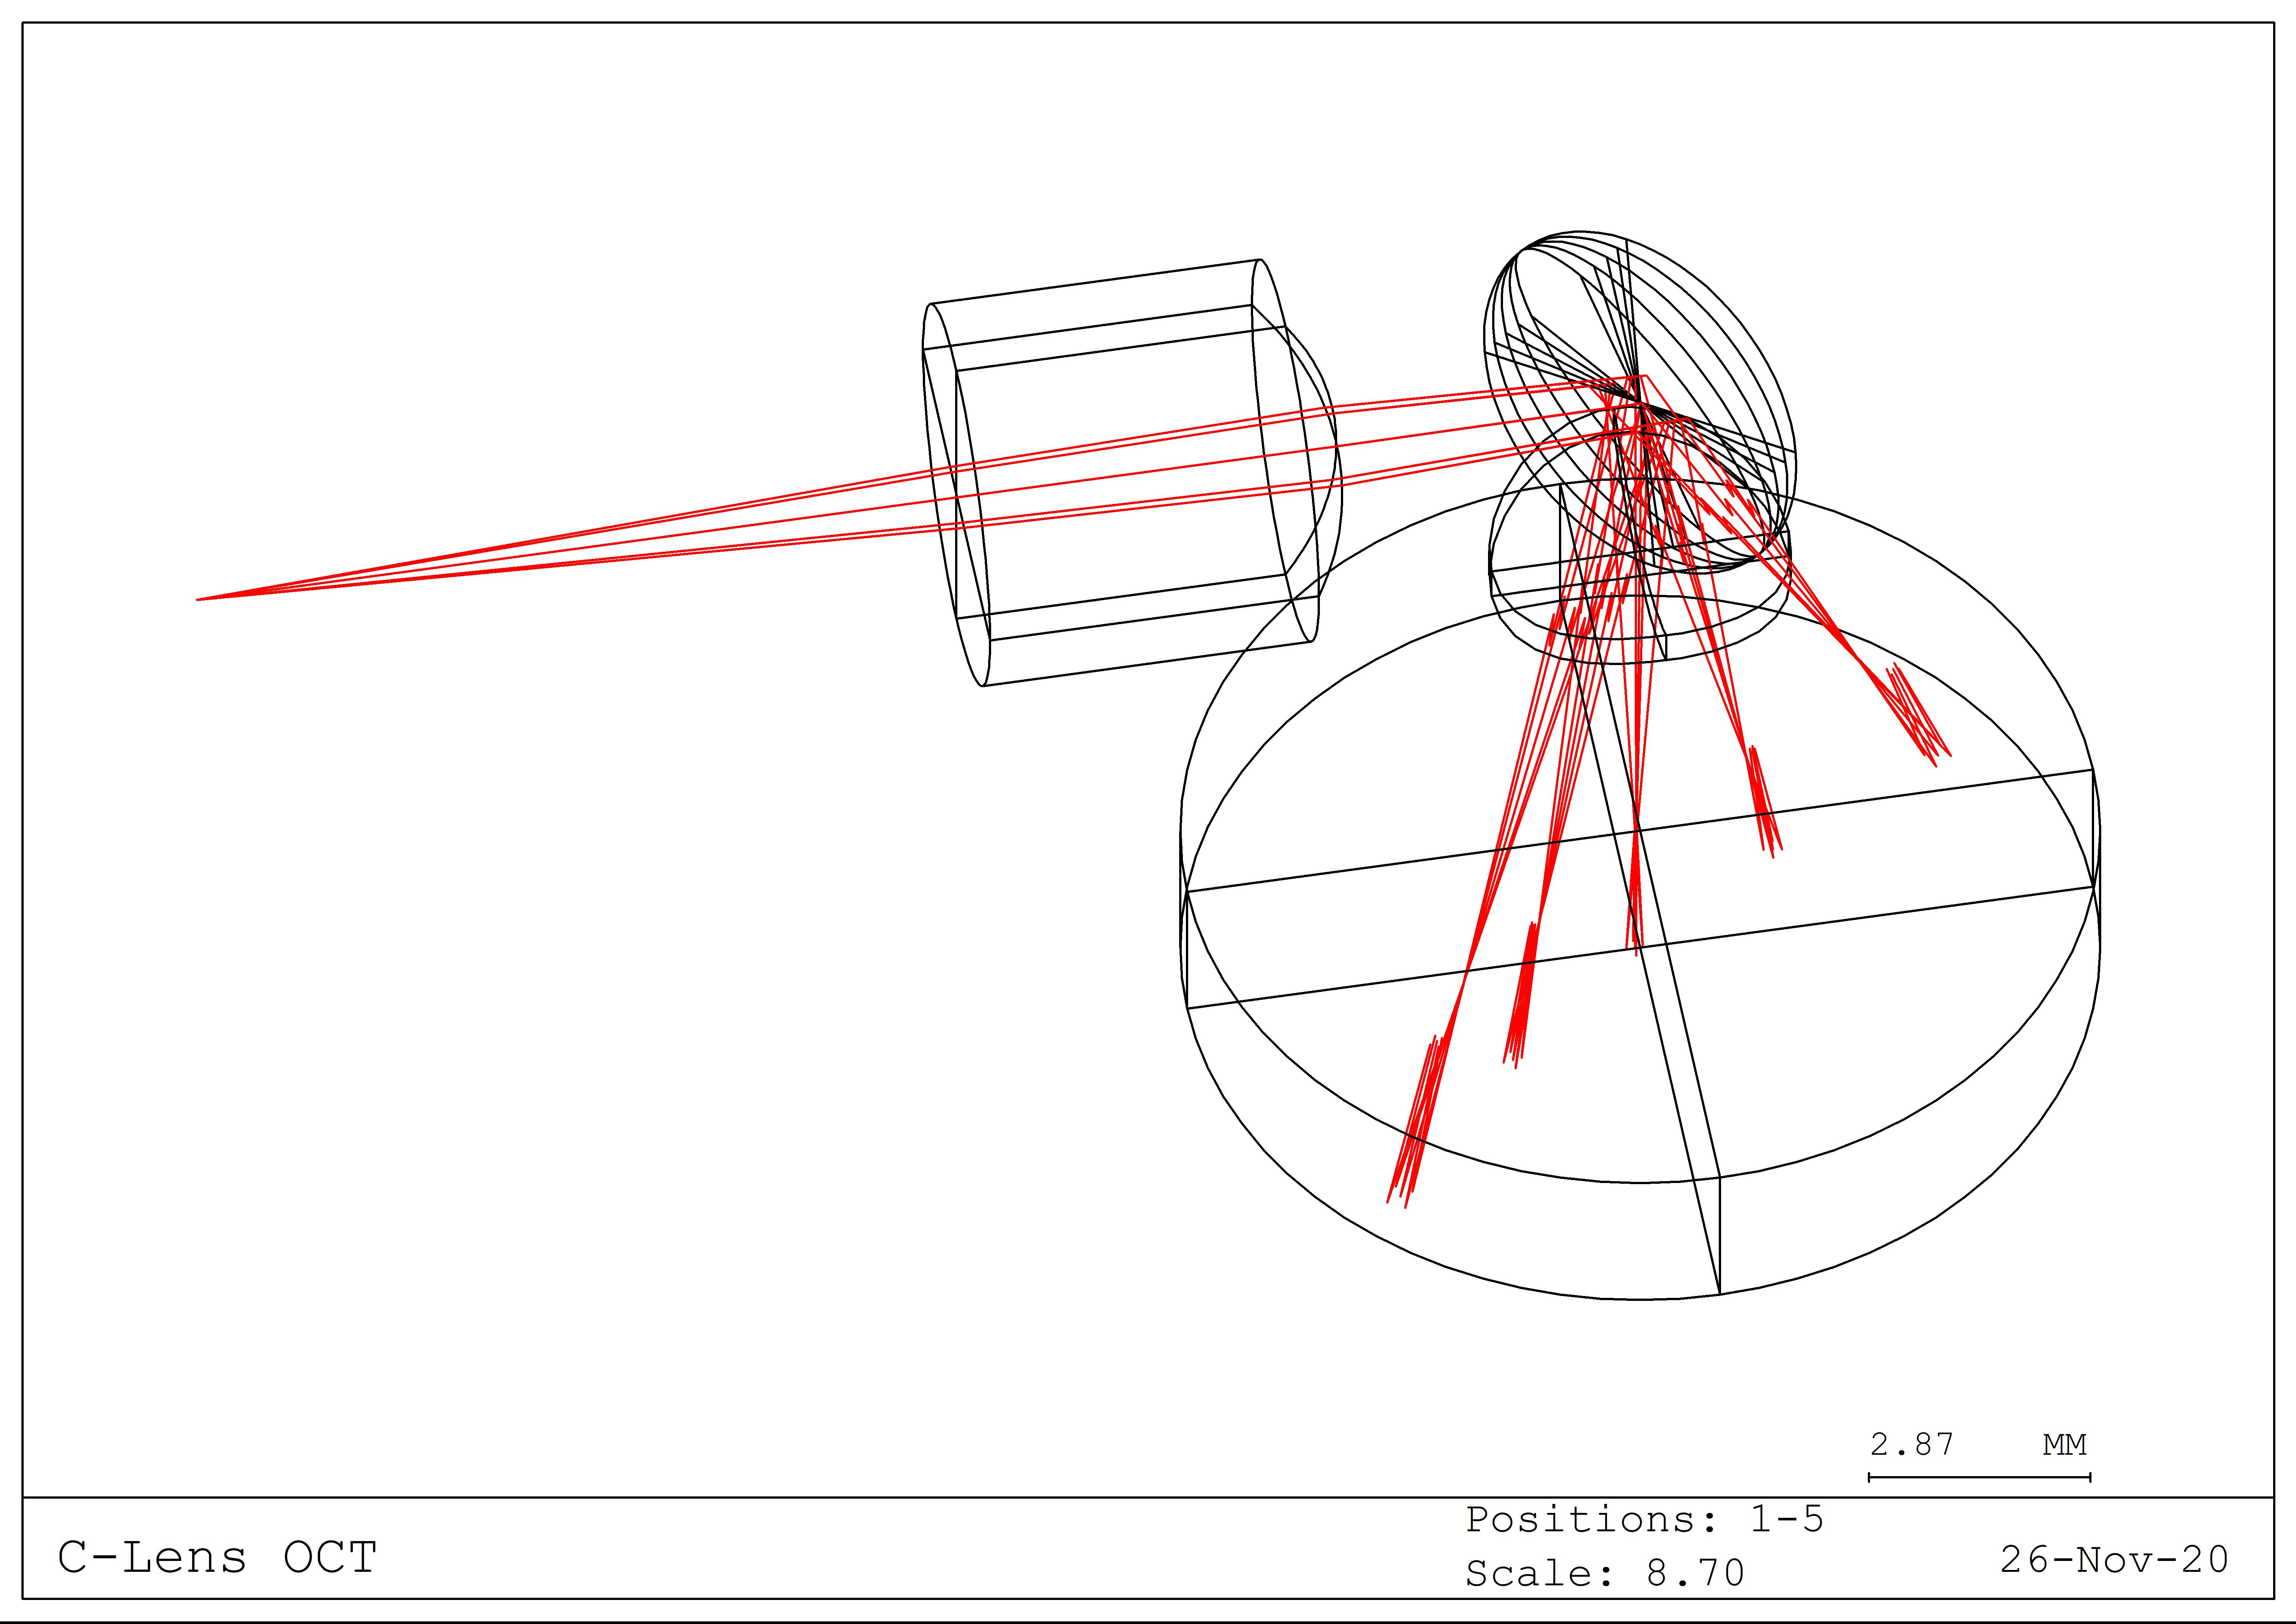 2.87 MM
Positions: 1-5
C-Lens OCT
Scale: 8.70
26-Nov-20